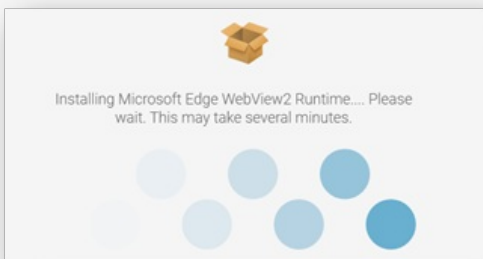 Installing Microsoft Edge WebView2 Runtime.... Please
wait. This may take several minutes.